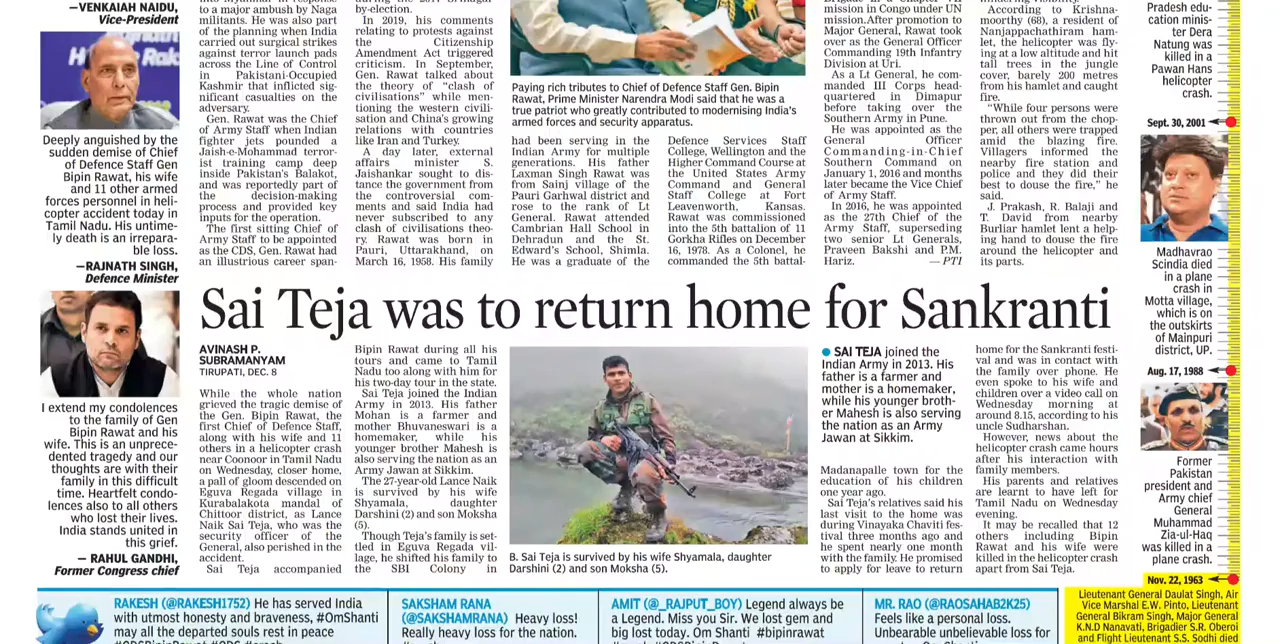 —VENKAIAH NAIDU,
Vice-President
Deeply anguished by the
sudden demise of Chief
of Defence Staff Gen
Bipin Rawat, his wife
and 11 other armed
forces personnel in heli-
copter accident today in
Tamil Nadu. His untime-
ly death is an irrepara-
ble loss.
—RAJNATH SINGH,
Defence Minister
I extend my condolences
to the family of Gen
Bipin Rawat and his
wife. This is an unprece-
dented tragedy and our
thoughts are with their
family in this difficult
time. Heartfelt condo-
lences also to all others
who lost their lives.
India stands united in
this grief.
— RAHUL GANDHI,
Former Congress chief
to a major ambush by Naga
militants. He was also part
of the planning when India
carried out surgical strikes
against terror launch pads
across the Line of Control
in Pakistani-Occupied
Kashmir that inflicted sig-
nificant casualties on the
adversary.
Gen. Rawat was the Chief
of Army Staff when Indian
fighter jets pounded a
Jaish-e-Mohammad terror-
ist training camp deep
inside Pakistan's Balakot,
and was reportedly part of
the decision-making
process and provided key
inputs for the operation.
The first sitting Chief of
Army Staff to be appointed
as the CDS, Gen. Rawat had
an illustrious career span-
by-election.
In 2019, his comments
relating to protests against
the Citizenship
Amendment Act triggered
criticism. In September,
Gen. Rawat talked about
the theory of "clash of
civilisations" while men-
tioning the western civili-
sation and China's growing
relations with countries
like Iran and Turkey.
A day later, external
affairs minister S.
Jaishankar sought to dis-
tance the government from
the controversial com-
ments and said India had
never subscribed to any
clash of civilisations theo-
ry. Rawat was born in
Pauri, Uttarakhand, on
March 16, 1958. His family
Paying rich tributes to Chief of Defence Staff Gen. Bipin
Rawat, Prime Minister Narendra Modi said that he was a
true patriot who greatly contributed to modernising India's
armed forces and security apparatus.
had been serving in the
Indian Army for multiple
generations. His father
Laxman Singh Rawat was
from Sainj village of the
Pauri Garhwal district and
rose to the rank of Lt
General. Rawat attended
Cambrian Hall School in
Dehradun and the St.
Edward's School, Shimla.
He was a graduate of the
Defence Services Staff
College, Wellington and the
Higher Command Course at
the United States Army
Command and General
Staff College at Fort
Leavenworth, Kansas.
Rawat was commissioned
into the 5th battalion of 11
Gorkha Rifles on December
16, 1978. As a Colonel, he
commanded the 5th battal-
mission in Congo under UN
mission.After promotion to
Major General, Rawat took
over as the General Officer
Commanding 19th Infantry
Division at Uri.
As a Lt General, he com-
manded III Corps head-
quartered in Dimapur
before taking over the
Southern Army in Pune.
He was appointed as the
General Officer
Commanding-in-Chief
Southern Command on
January 1, 2016 and months
later became the Vice Chief
of Army Staff.
In 2016, he was appointed
as the 27th Chief of the
Army Staff, superseding
two senior Lt Generals,
Praveen Bakshi and P.M.
Hariz. — PTI
According to Krishna-
moorthy (68), a resident of
Nanjappachathiram ham-
let, the helicopter was fly-
ing at a low altitude and hit
tall trees in the jungle
cover, barely 200 metres
from his hamlet and caught
fire.
"While four persons were
thrown out from the chop-
per, all others were trapped
amid the blazing fire.
Villagers informed the
nearby fire station and
police and they did their
best to douse the fire," he
said.
J. Prakash, R. Balaji and
T. David from nearby
Burliar hamlet lent a help-
ing hand to douse the fire
around the helicopter and
its parts.
Pradesh edu-
cation minis-
ter Dera
Natung was
killed in a
Pawan Hans
helicopter
crash.
Sept. 30, 2001
Madhavrao
Scindia died
in a plane
crash in
Motta village,
which is on
the outskirts
of Mainpuri
district, UP.
Aug. 17, 1988
Former
Pakistan
president and
Army chief
General
Muhammad
Zia-ul-Haq
was killed in a
plane crash.
Nov. 22, 1963
Lieutenant General Daulat Singh, Air
Vice Marshal E.W. Pinto, Lieutenant
General Bikram Singh, Major General
K.N.D Nanavati, Brigadier S.R. Oberoi
and Flight Lieutenant S.S. Sodhi died
Sai Teja was to return home for Sankranti
AVINASH P.
SUBRAMANYAM
TIRUPATI, DEC. 8
While the whole nation
grieved the tragic demise of
the Gen. Bipin Rawat, the
first Chief of Defence Staff,
along with his wife and 11
others in a helicopter crash
near Coonoor in Tamil Nadu
on Wednesday, closer home,
a pall of gloom descended on
Eguva Regada village in
Kurabalakota mandal of
Chittoor district, as Lance
Naik Sai Teja, who was the
security officer of the
General, also perished in the
accident.
Sai Teja accompanied
Bipin Rawat during all his
tours and came to Tamil
Nadu too along with him for
his two-day tour in the state.
Sai Teja joined the Indian
Army in 2013. His father
Mohan is a farmer and
mother Bhuvaneswari is a
homemaker, while his
younger brother Mahesh is
also serving the nation as an
Army Jawan at Sikkim.
The 27-year-old Lance Naik
is survived by his wife
Shyamala, daughter
Darshini (2) and son Moksha
(5).
Though Teja's family is set-
tled in Eguva Regada vil-
lage, he shifted his family to
the SBI Colony in
B. Sai Teja is survived by his wife Shyamala, daughter
Darshini (2) and son Moksha (5).
● SAI TEJA joined the
Indian Army in 2013. His
father is a farmer and
mother is a homemaker,
while his younger broth-
er Mahesh is also serving
the nation as an Army
Jawan at Sikkim.
Madanapalle town for the
education of his children
one year ago.
Sai Teja's relatives said his
last visit to the home was
during Vinayaka Chaviti fes-
tival three months ago and
he spent nearly one month
with the family. He promised
to apply for leave to return
home for the Sankranti festi-
val and was in contact with
the family over phone. He
even spoke to his wife and
children over a video call on
Wednesday morning at
around 8.15, according to his
uncle Sudharshan.
However, news about the
helicopter crash came hours
after his interaction with
family members.
His parents and relatives
are learnt to have left for
Tamil Nadu on Wednesday
evening.
It may be recalled that 12
others including Bipin
Rawat and his wife were
killed in the helicopter crash
apart from Sai Teja.
RAKESH (@RAKESH1752) He has served India
with utmost honesty and braveness, #OmShanti
may all the departed souls rest in peace
SAKSHAM RANA
(@SAKSHAMRANA) Heavy loss!
Really heavy loss for the nation.
AMIT (@_RAJPUT_BOY) Legend always be
a Legend. Miss you Sir. We lost gem and
big lost today. Om Shanti #bipinrawat
MR. RAO (@RAOSAHAB2K25)
Feels like a personal loss.
Unbearable unbelievable loss for